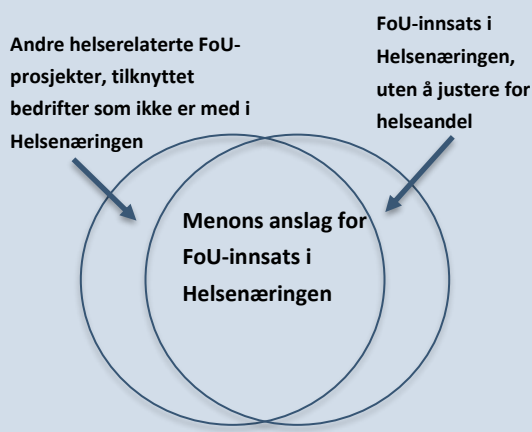 Andre helserelaterte FoU-
prosjekter, tilknyttet
bedrifter som ikke er med i
Helsenæringen
FoU-innsats i
Helsenæringen,
uten å justere for
helseandel
Menons anslag for
FoU-innsats i
Helsenæringen